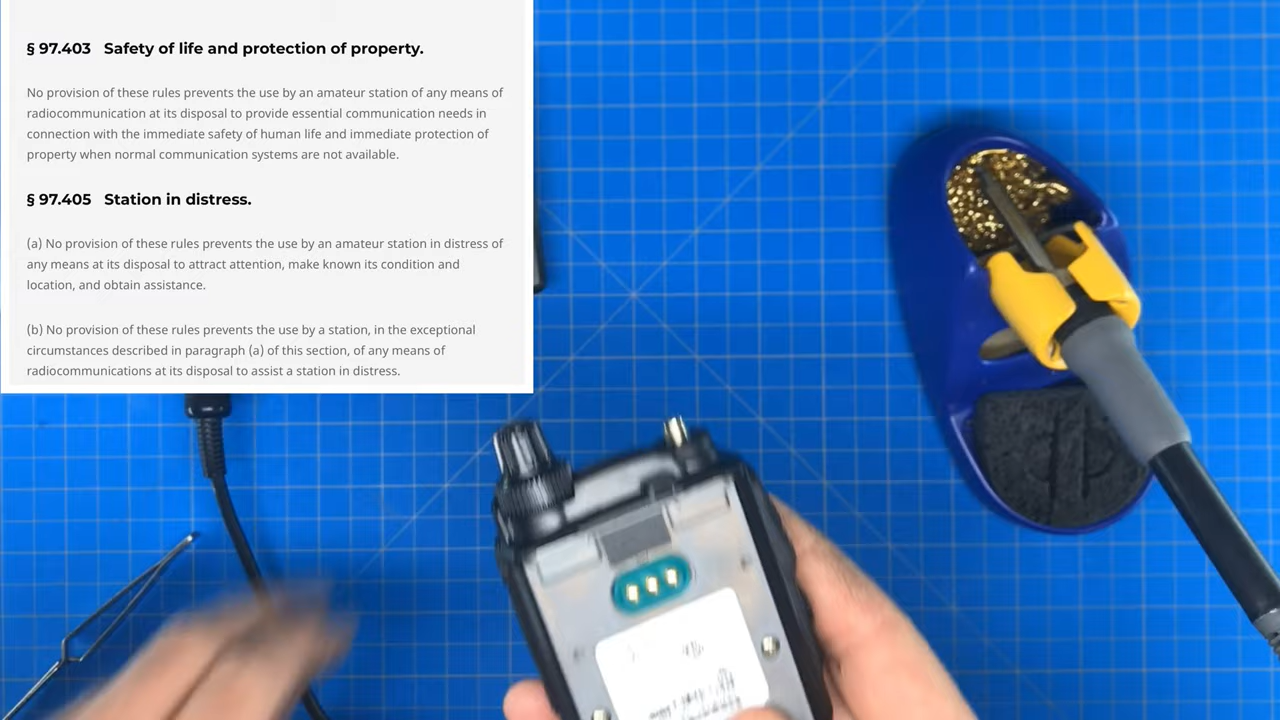 § 97.403 Safety of life and protection of property.
No provision of these rules prevents the use by an amateur station of any means of
radiocommunication at its disposal to provide essential communication needs in
connection with the immediate safety of human life and immediate protection of
property when normal communication systems are not available.
§ 97.405 Station in distress.
(a) No provision of these rules prevents the use by an amateur station in distress of
any means at its disposal to attract attention, make known its condition and
location, and obtain assistance.
(b) No provision of these rules prevents the use by a station, in the exceptional
circumstances described in paragraph (a) of this section, of any means of
radiocommunications at its disposal to assist a station in distress.